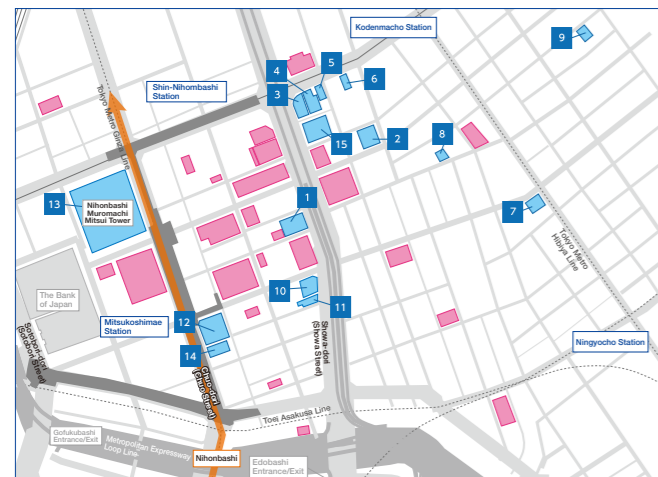 Kodenmacho Station
9
4
5
6
Shin-Nihombashi
Station
3
Tokyo Metro Ginza Line
15
2
8
13
Nihonbashi
Muromachi
Mitsui Tower
1
7
Tokyo Metro
Hibiya Line
The Bank
of Japan
10
11
Mitsukoshimae
Station
12
14
Showa-dori
(Showa Street)
Sotobori-dori
(Sotobori Street)
Chuo-dori
(Chuo Street)
Ningyocho Station
Toei Asakusa Line
Gofukubashi
Entrance/Exit
Metropolitan Expressway
Loop Line
Nihonbashi
Edobashi
Entrance/Exit